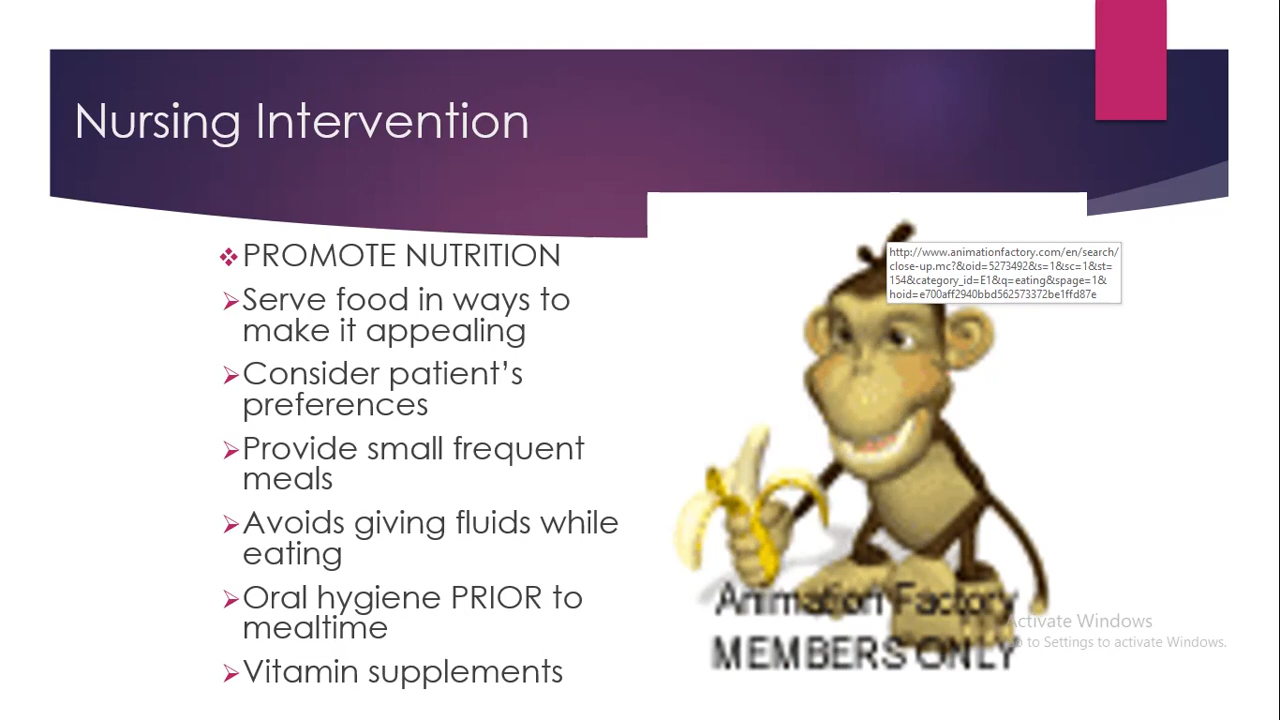 Nursing Intervention
PROMOTE NUTRITION
Serve food in ways to
make it appealing
Consider patient's
preferences
Provide small frequent
meals
Avoids giving fluids while
eating
Oral hygiene PRIOR to
mealtime
Vitamin supplements
http://www.animationfactory.com/en/search/
close-up.mc?&oid=5273492&s=1&sc=1&st=
154&category_id=E1&q=eating&spage=1&
hoid=e700aff2940bbd562573372be1ffd87e
Animation Factory
MEMBERS ONLY
Activate Windows
to Settings to activate Windows.